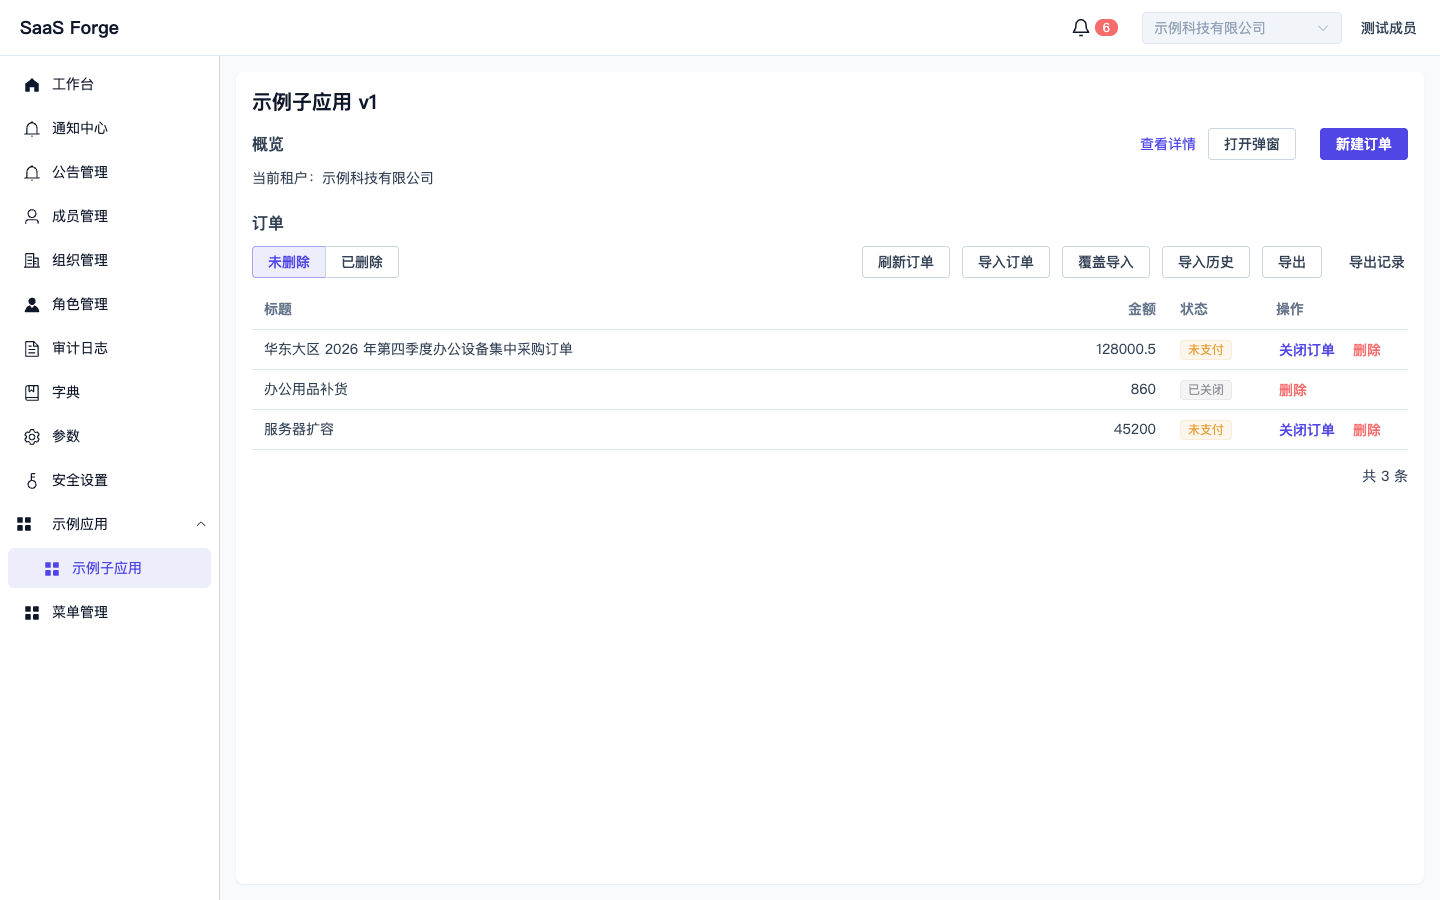 SaaS Forge
6
示例科技有限公司
测试成员
工作台
通知中心
公告管理
成员管理
组织管理
角色管理
审计日志
字典
参数
安全设置
示例应用
示例子应用
菜单管理
示例子应用 v1
概览
查看详情 打开弹窗 新建订单
当前租户：示例科技有限公司
订单
未删除 已删除 刷新订单 导入订单 覆盖导入 导入历史 导出 导出记录
标题 金额 状态 操作
华东大区 2026 年第四季度办公设备集中采购订单 128000.5 未支付 关闭订单 删除
办公用品补货 860 已关闭 删除
服务器扩容 45200 未支付 关闭订单 删除
共 3 条